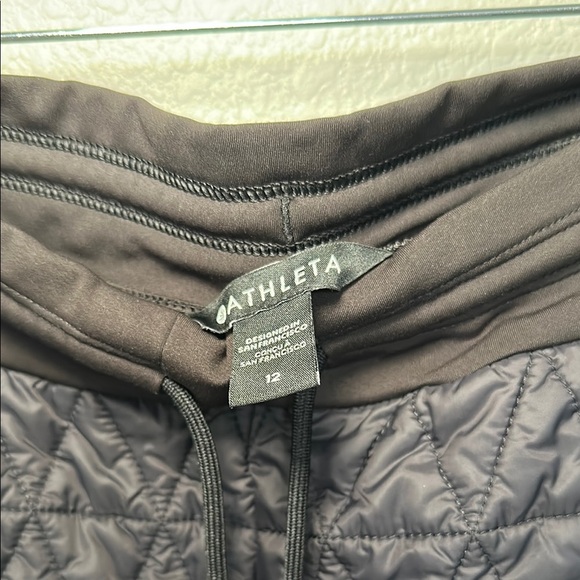 ATHLETA
DESIGNED IN
SAN FRANCISCO
CONÇU À
SAN FRANCISCO
12